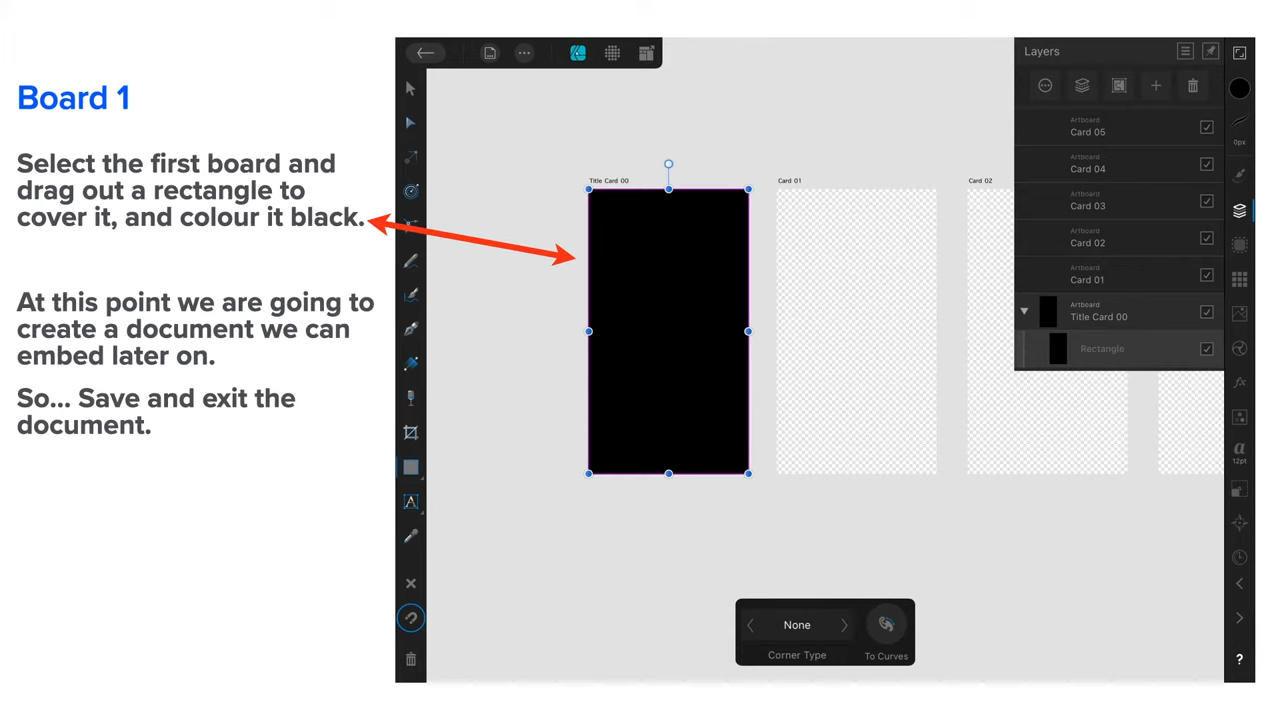 Board 1
Select the first board and
drag out a rectangle to
cover it, and colour it black.
At this point we are going to
create a document we can
embed later on.
So... Save and exit the
document.
Title Card 00
Card 01
Card 02
Layers
Artboard
Card 05
Artboard
Card 04
Artboard
Card 03
Artboard
Card 02
Artboard
Card 01
Artboard
Title Card 00
Rectangle
0px
fx
a
12pt
A
None
Corner Type
To Curves
?